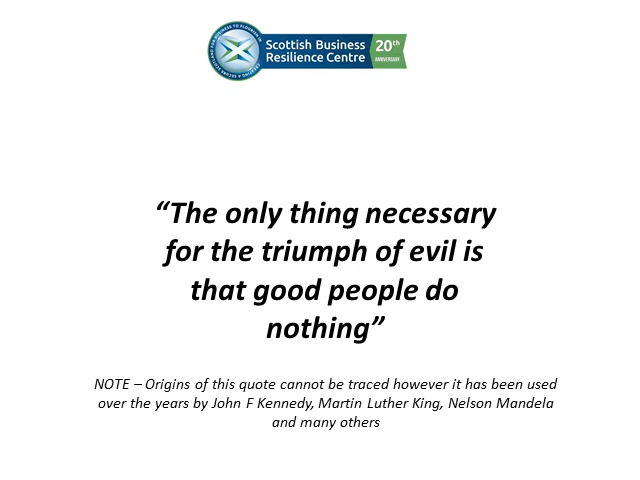 Scottish Business
Resilience Centre
20th
ANNIVERSARY
“The only thing necessary
for the triumph of evil is
that good people do
nothing”
NOTE – Origins of this quote cannot be traced however it has been used
over the years by John F Kennedy, Martin Luther King, Nelson Mandela
and many others